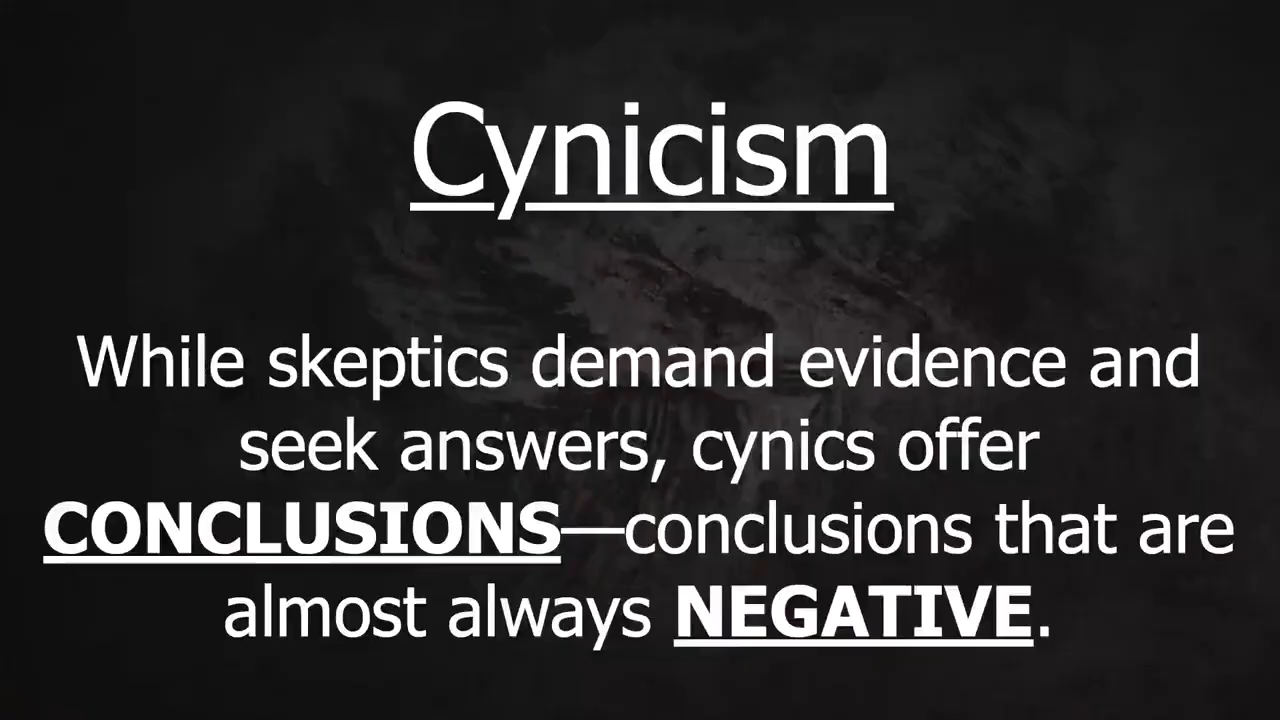 Cynicism
While skeptics demand evidence and
seek answers, cynics offer
CONCLUSIONS—conclusions that are
almost always NEGATIVE.